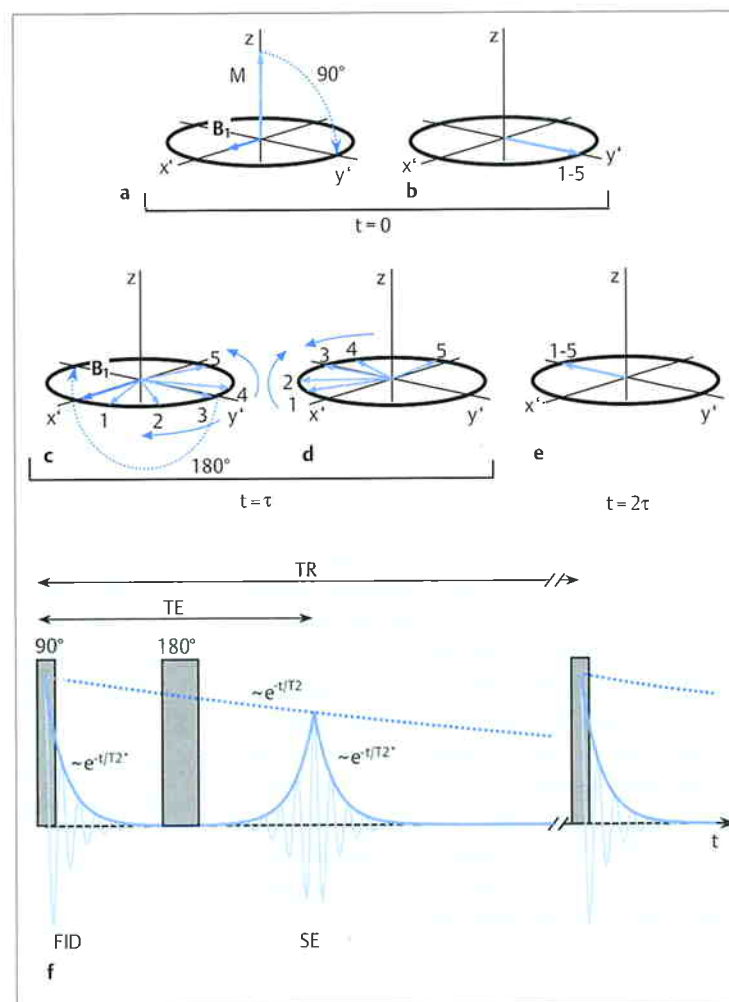 z
z
M
90°
B₁
x'
y'
x'
y'
1-5
a
b
t = 0
z
z
z
B₁
5
4
3
2
1
x'
y'
180°
c
3
4
5
2
1
x'
y'
d
1-5
x'
y'
e
t = τ
t = 2τ
TR
TE
90°
180°
~e^-t/T2
~e^-t/T2*
~e^-t/T2*
t
FID
SE
f